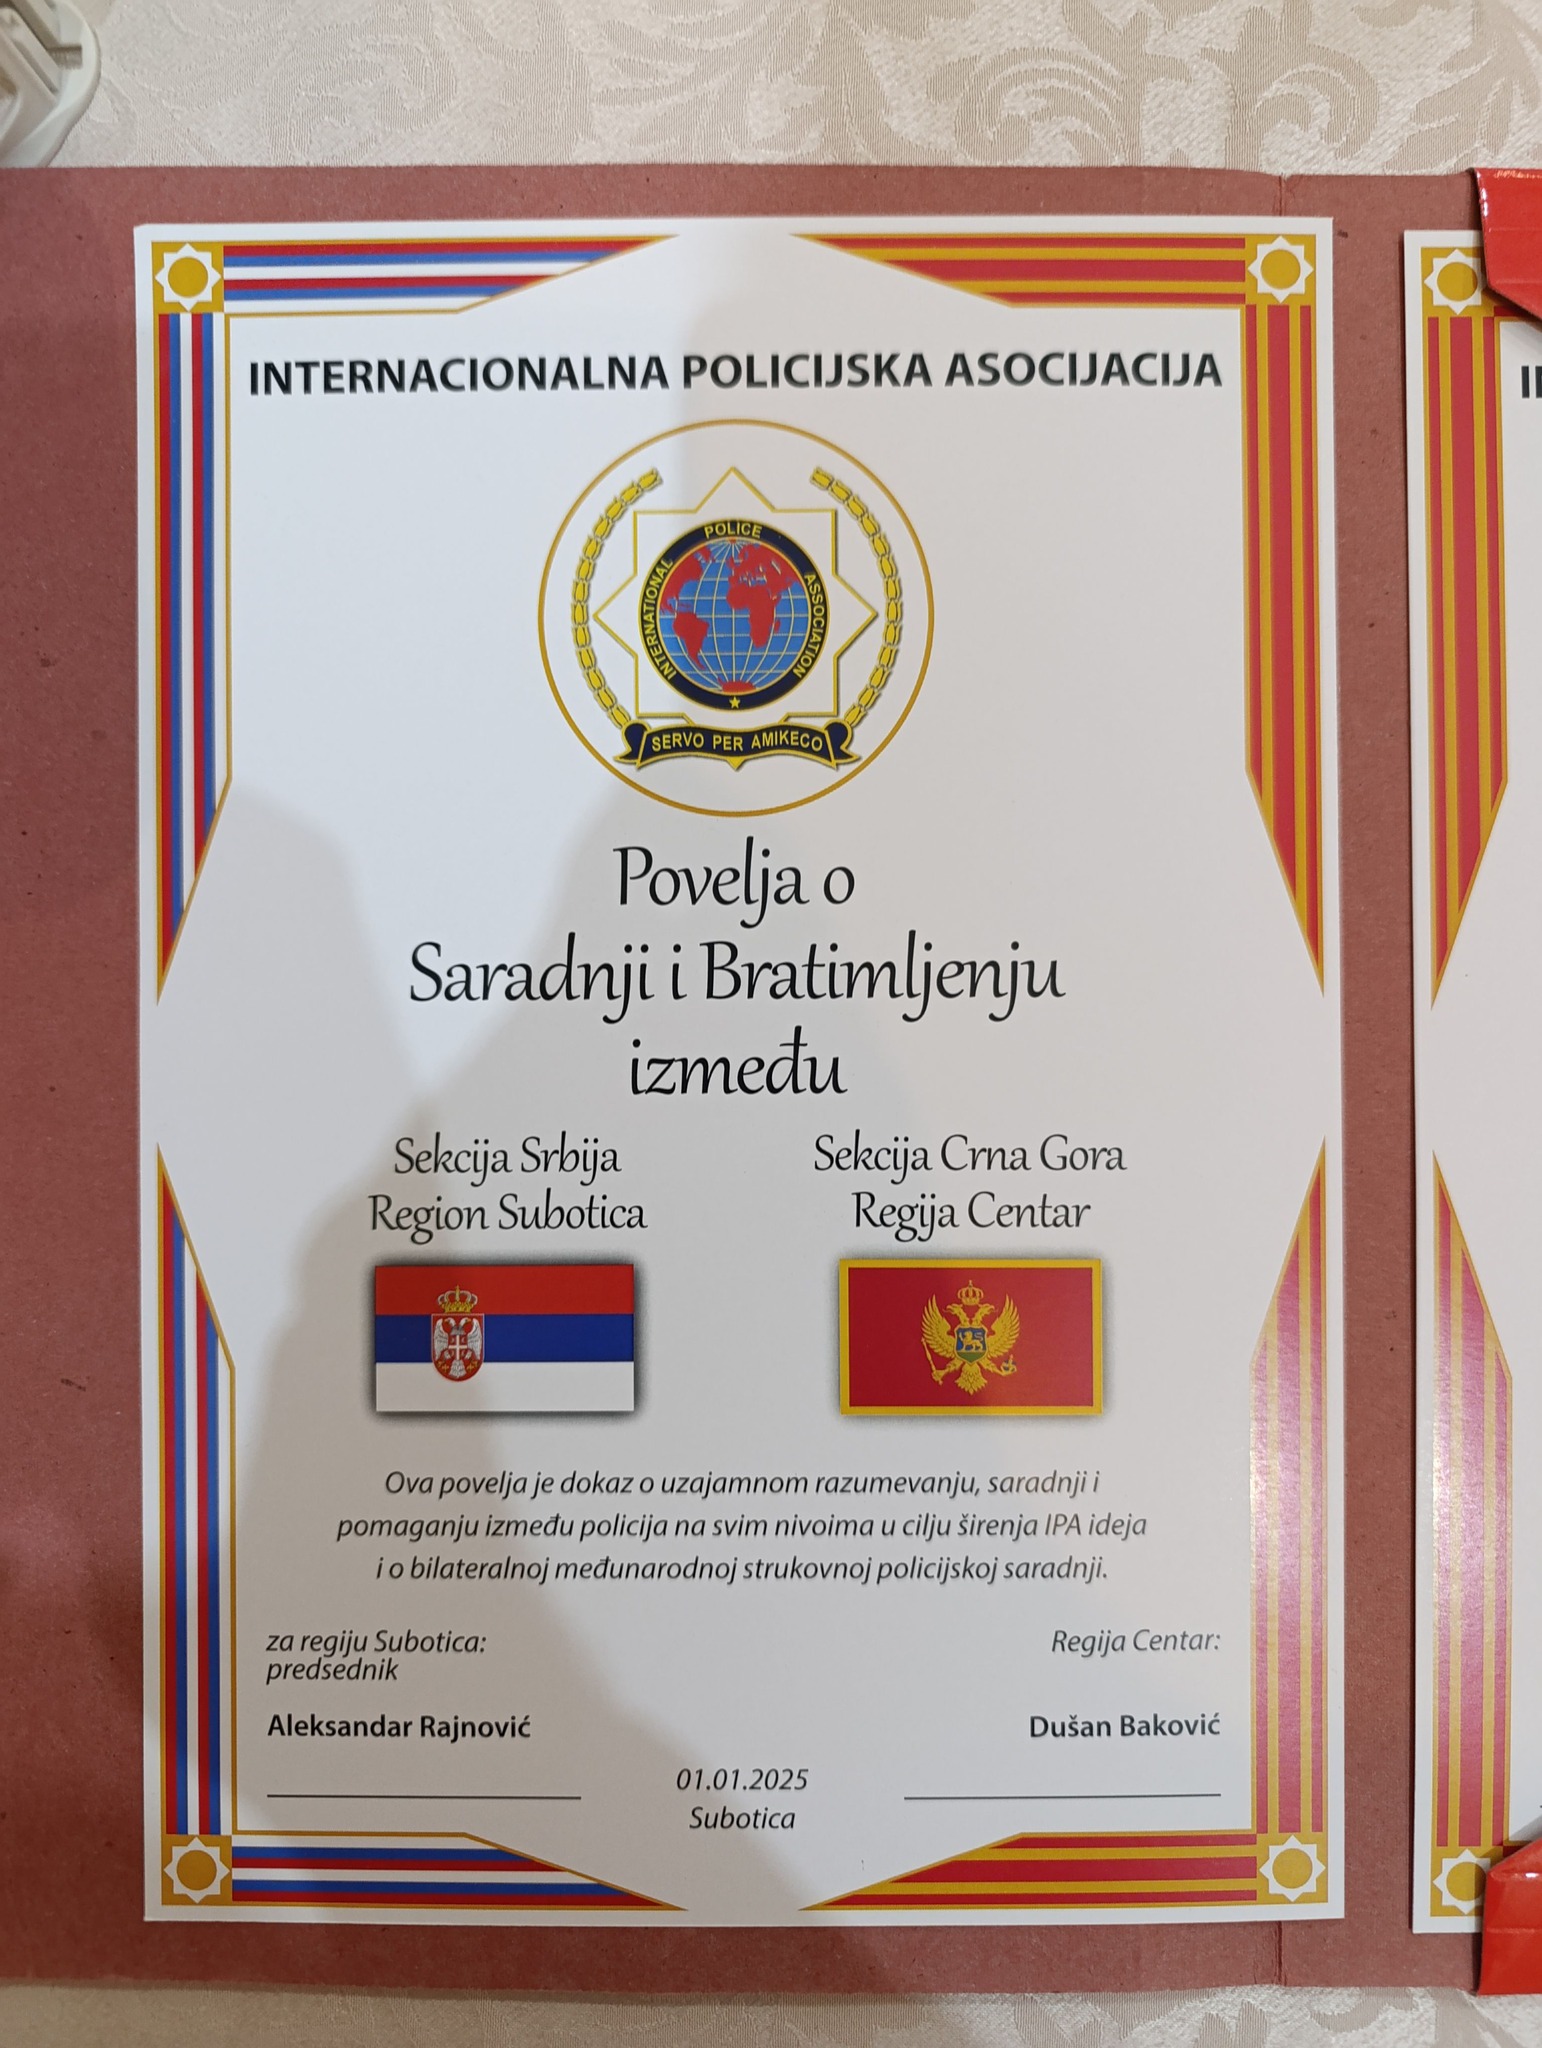 INTERNACIONALNA POLICIJSKA ASOCIJACIJA
INTERNATIONAL POLICE ASSOCIATION
SERVO PER AMIKECO
Povelja o
Saradnji i Bratimljenju
između
Sekcija Srbija
Region Subotica
Sekcija Crna Gora
Regija Centar
Ova povelja je dokaz o uzajamnom razumevanju, saradnji i
pomaganju između policija na svim nivoima u cilju širenja IPA ideja
i o bilateralnoj međunarodnoj strukovnoj policijskoj saradnji.
za regiju Subotica:
predsednik
Aleksandar Rajnović
Regija Centar:
Dušan Baković
01.01.2025
Subotica